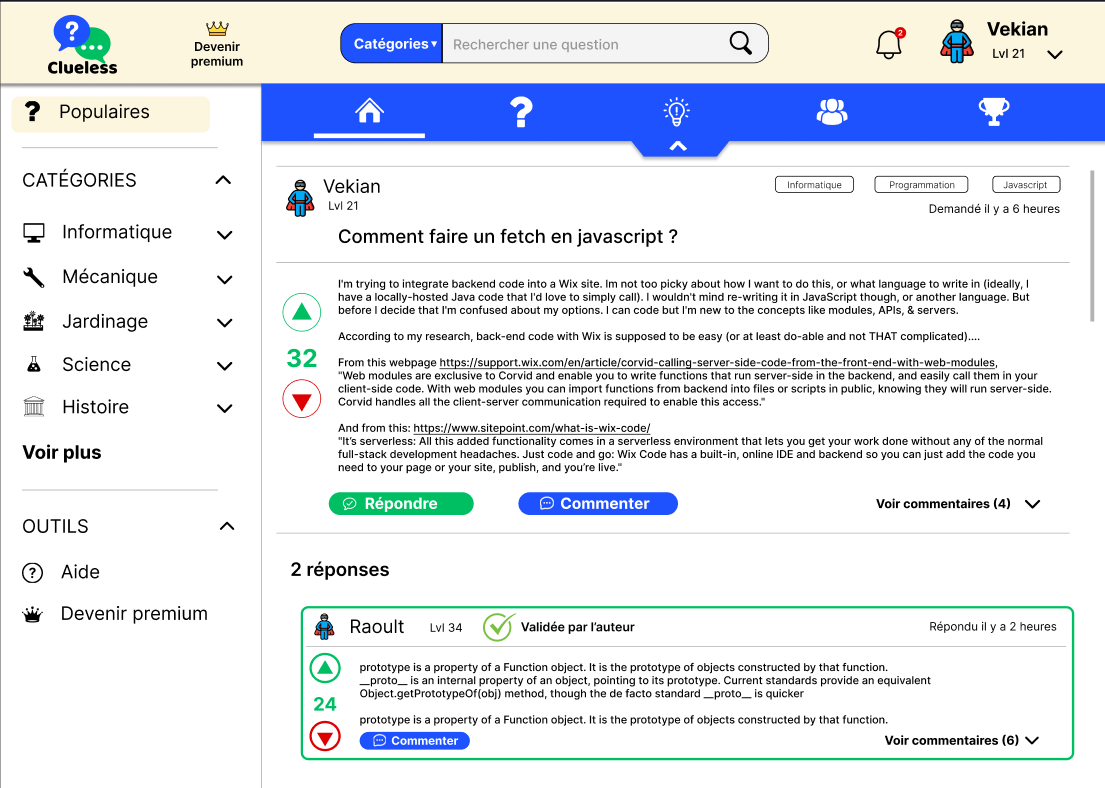 Clueless
Devenir
premium
Catégories
Rechercher une question
2
Vekian
Lvl 21
Populaires
CATÉGORIES
Informatique
Mécanique
Jardinage
Science
Histoire
Voir plus
OUTILS
Aide
Devenir premium
Vekian
Lvl 21
Informatique
Programmation
Javascript
Demandé il y a 6 heures
Comment faire un fetch en javascript ?
I'm trying to integrate backend code into a Wix site. Im not too picky about how I want to do this, or what language to write in (ideally, I
have a locally-hosted Java code that I'd love to simply call). I wouldn't mind re-writing it in JavaScript though, or another language. But
before I decide that I'm confused about my options. I can code but I'm new to the concepts like modules, APIs, & servers.
According to my research, back-end code with Wix is supposed to be easy (or at least do-able and not THAT complicated)....
From this webpage https://support.wix.com/en/article/corvid-calling-server-side-code-from-the-front-end-with-web-modules,
"Web modules are exclusive to Corvid and enable you to write functions that run server-side in the backend, and easily call them in your
client-side code. With web modules you can import functions from backend into files or scripts in public, knowing they will run server-side.
Corvid handles all the client-server communication required to enable this access."
And from this: https://www.sitepoint.com/what-is-wix-code/
"It's serverless: All this added functionality comes in a serverless environment that lets you get your work done without any of the normal
full-stack development headaches. Just code and go: Wix Code has a built-in, online IDE and backend so you can just add the code you
need to your page or your site, publish, and you're live."
32
Répondre
Commenter
Voir commentaires (4)
2 réponses
Raoult
Lvl 34
Validée par l'auteur
Répondu il y a 2 heures
prototype is a property of a Function object. It is the prototype of objects constructed by that function.
__proto__ is an internal property of an object, pointing to its prototype. Current standards provide an equivalent
Object.getPrototypeOf(obj) method, though the de facto standard __proto__ is quicker
prototype is a property of a Function object. It is the prototype of objects constructed by that function.
24
Commenter
Voir commentaires (6)